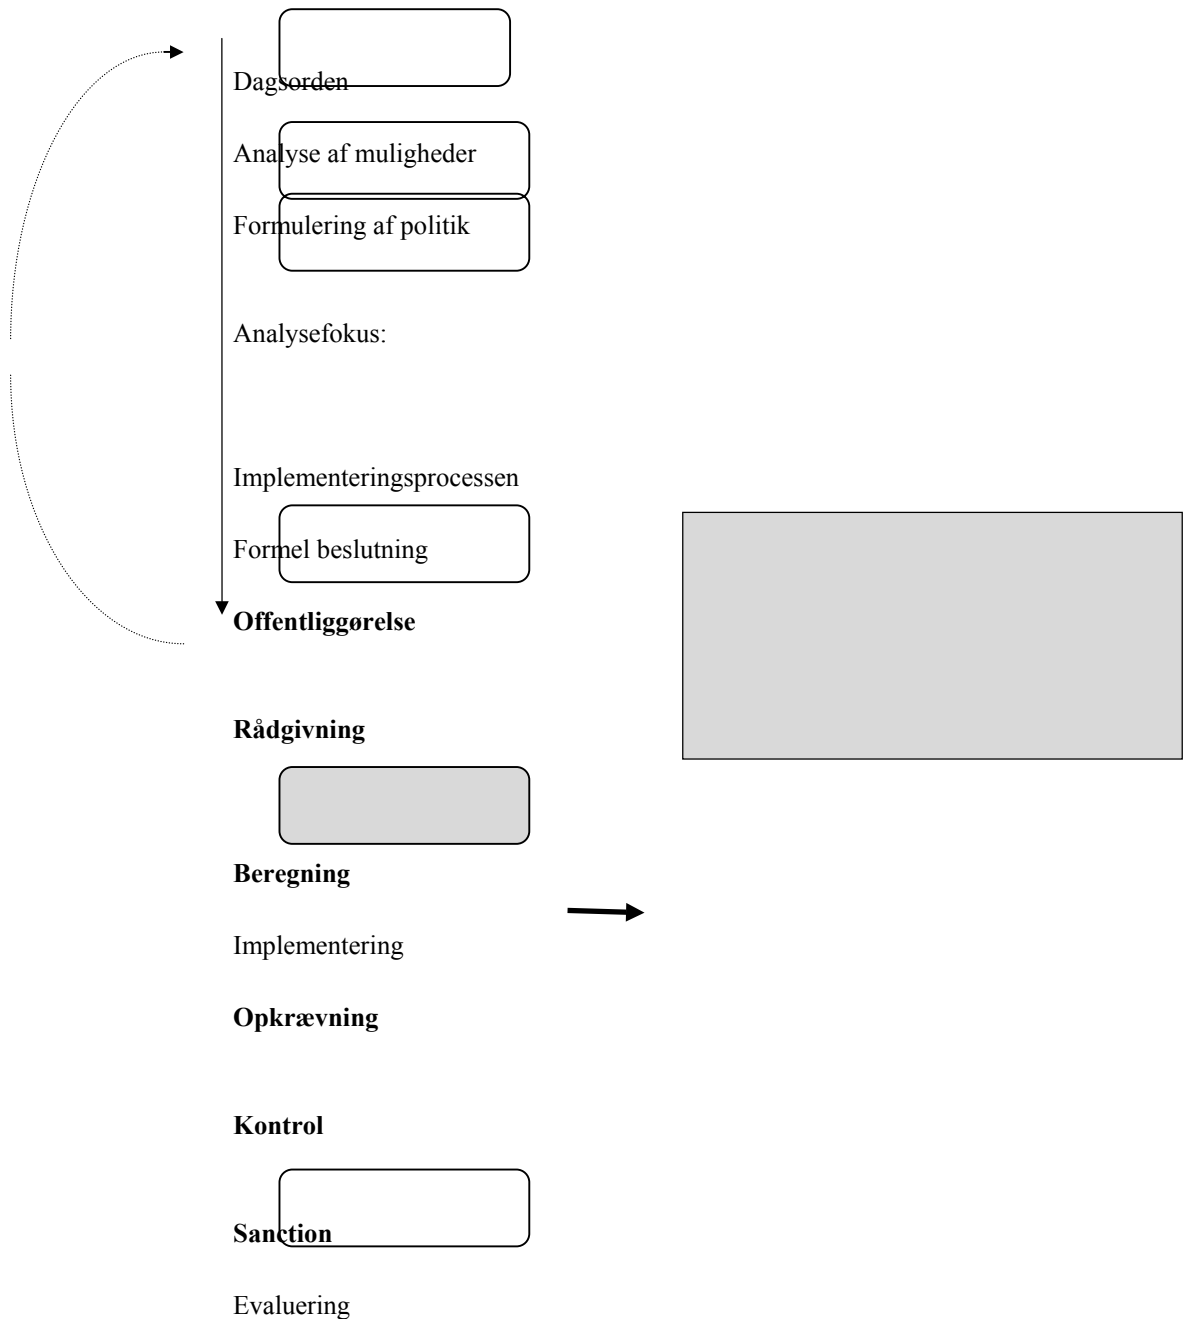 Dagsorden
Analyse af muligheder
Formulering af politik
Analysefokus:
Implementeringsprocessen
Formel beslutning
Offentliggørelse
Rådgivning
Beregning
Implementering
Opkrævning
Kontrol
Sanction
Evaluering